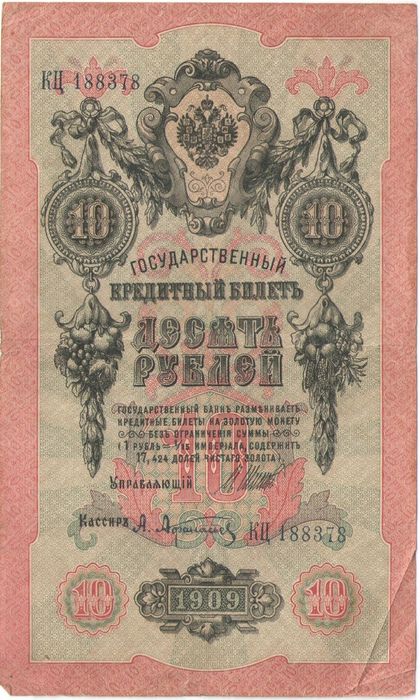 КЦ 188378
10 10
ГОСУДАРСТВЕННЫЙ
КРЕДИТНЫЙ БИЛЕТЪ
ДЕСЯТЬ
РУБЛЕЙ
ГОСУДАРСТВЕННЫЙ БАНКЪ РАЗМѢНИВАЕТЪ
КРЕДИТНЫЕ БИЛЕТЫ НА ЗОЛОТУЮ МОНЕТУ
БЕЗЪ ОГРАНИЧЕНІЯ СУММЫ
(1 РУБЛЬ = 1/15 ИМПЕРІАЛА, СОДЕРЖИТЪ
17,424 ДОЛЕЙ ЧИСТАГО ЗОЛОТА).
10
Управляющій
Кассиръ
КЦ 188378
10 1909 10